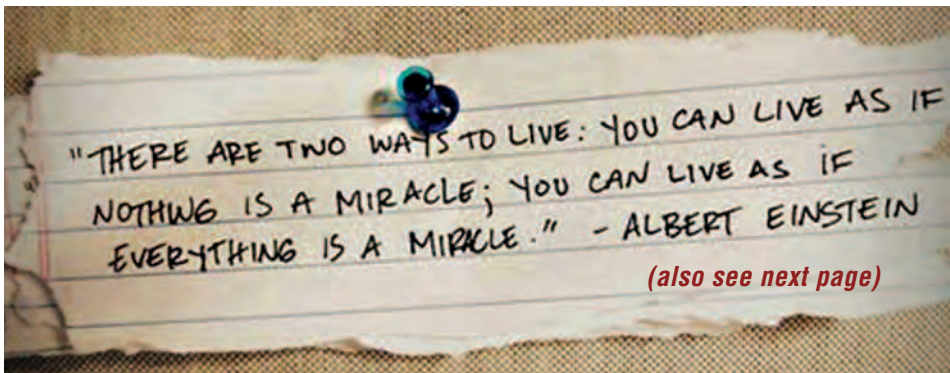 "THERE ARE TWO WAYS TO LIVE: YOU CAN LIVE AS IF
NOTHING IS A MIRACLE; YOU CAN LIVE AS IF
EVERYTHING IS A MIRACLE." - ALBERT EINSTEIN
(also see next page)